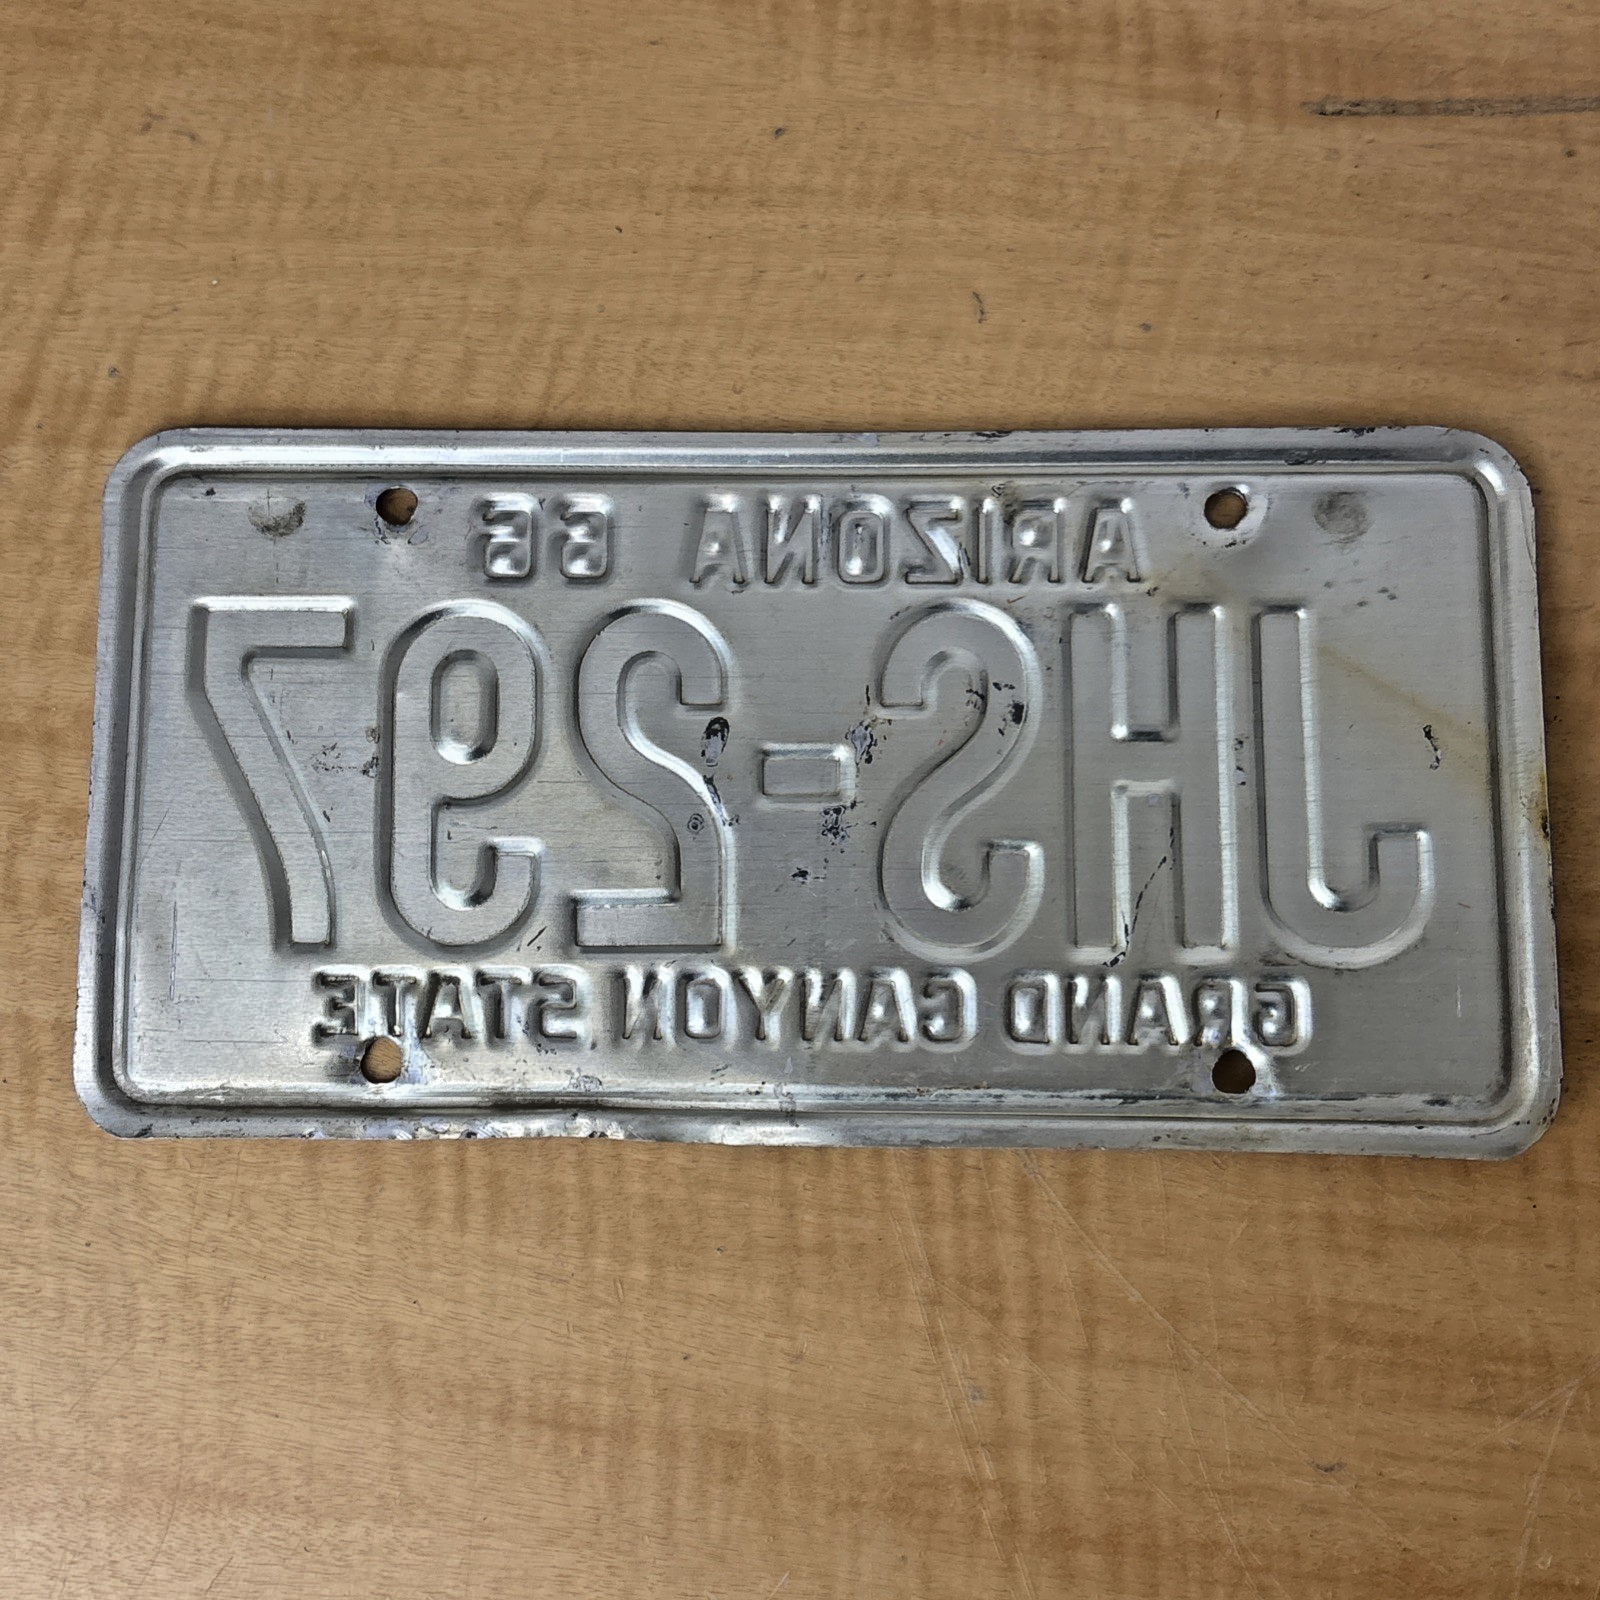 ARIZONA 66
JHS-297
GRAND CANYON STATE